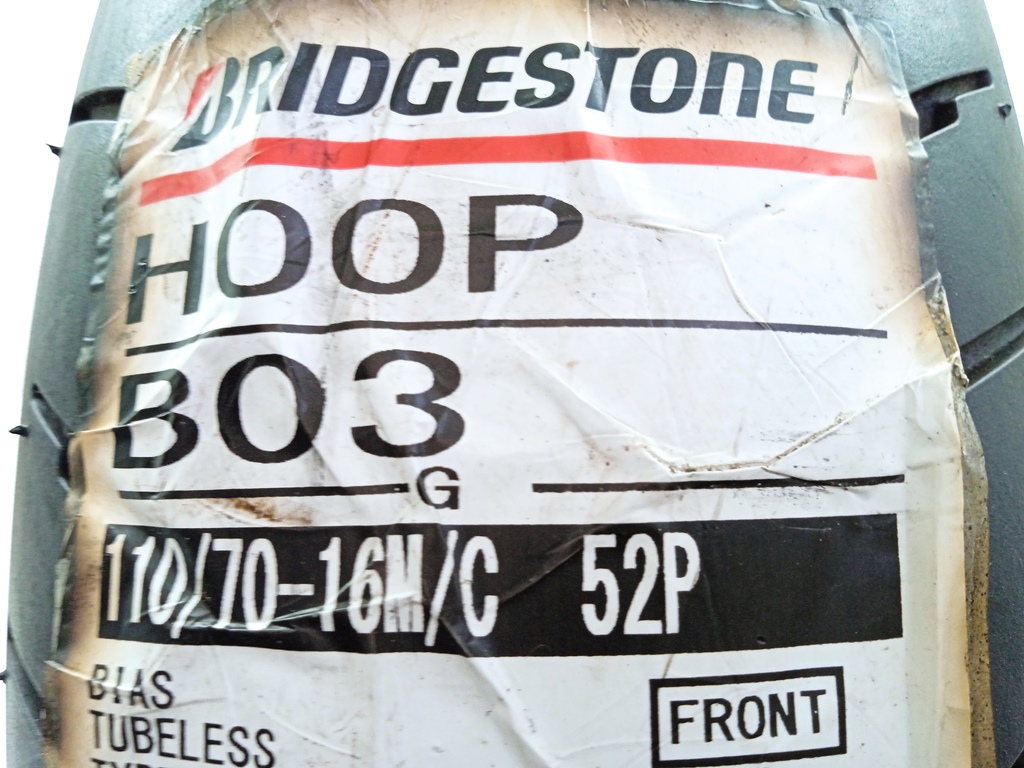 BRIDGESTONE
HOOP
B03
G
110/70-16M/C 52P
BIAS
TUBELESS
FRONT